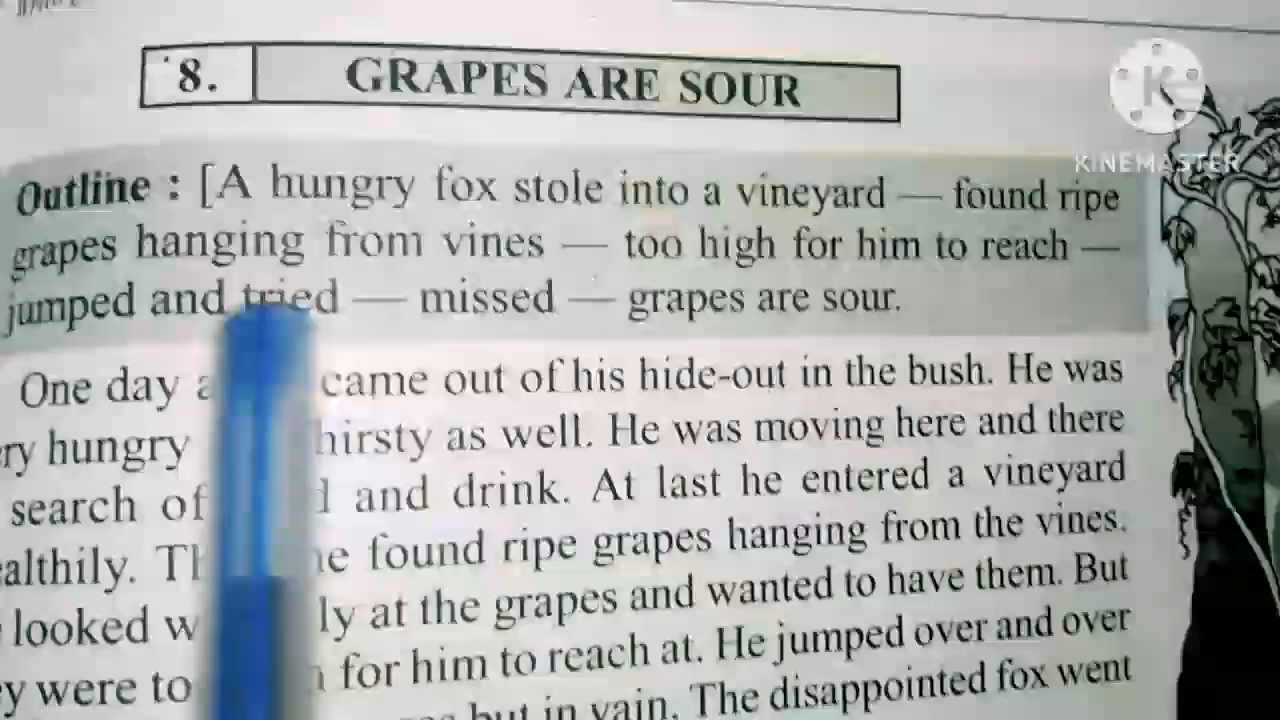 8. GRAPES ARE SOUR
K
KINEMASTER
Outline : [A hungry fox stole into a vineyard — found ripe
grapes hanging from vines — too high for him to reach —
jumped and tried — missed — grapes are sour.
One day a came out of his hide-out in the bush. He was
ry hungry hirsty as well. He was moving here and there
search of d and drink. At last he entered a vineyard
althily. Th he found ripe grapes hanging from the vines.
looked w ly at the grapes and wanted to have them. But
y were to for him to reach at. He jumped over and over
but in vain. The disappointed fox went